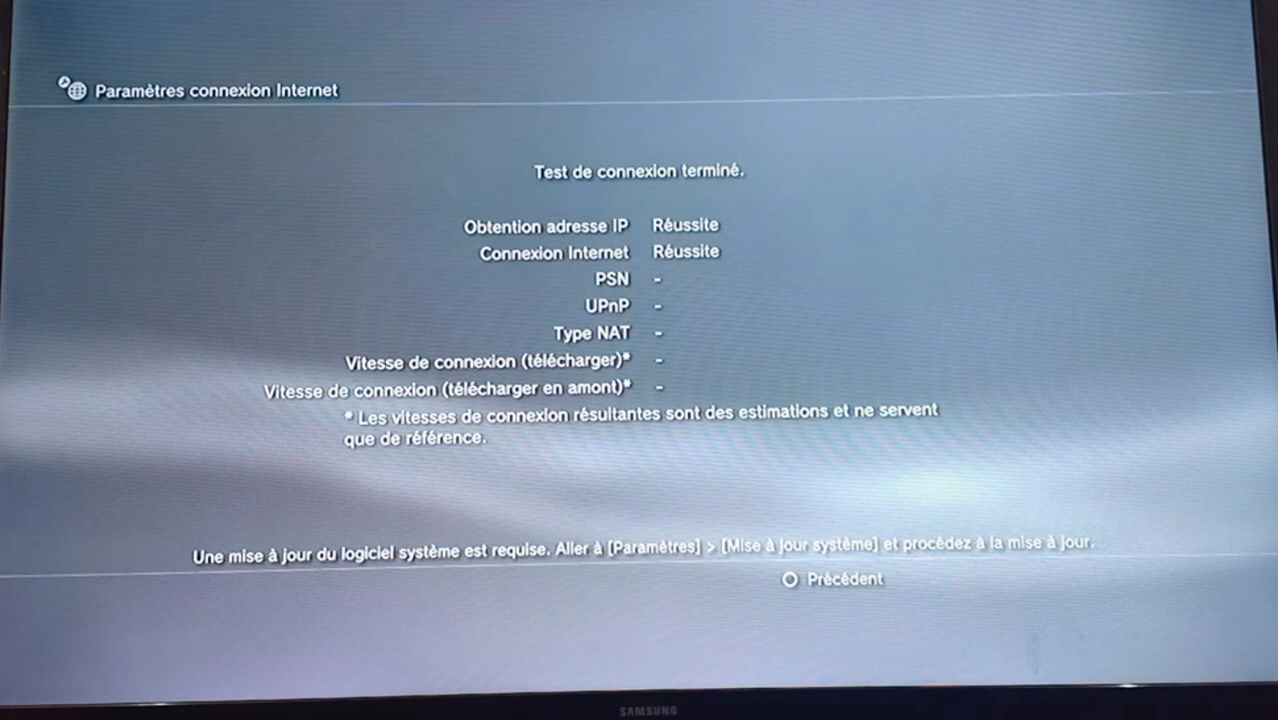 Paramètres connexion Internet
Test de connexion terminé.
Obtention adresse IP Réussite
Connexion Internet Réussite
PSN -
UPnP -
Type NAT -
Vitesse de connexion (télécharger)* -
Vitesse de connexion (télécharger en amont)* -
* Les vitesses de connexion résultantes sont des estimations et ne servent
que de référence.
Une mise à jour du logiciel système est requise. Aller à [Paramètres] > [Mise à jour système] et procédez à la mise à jour.
Précédent
SAMSUNG